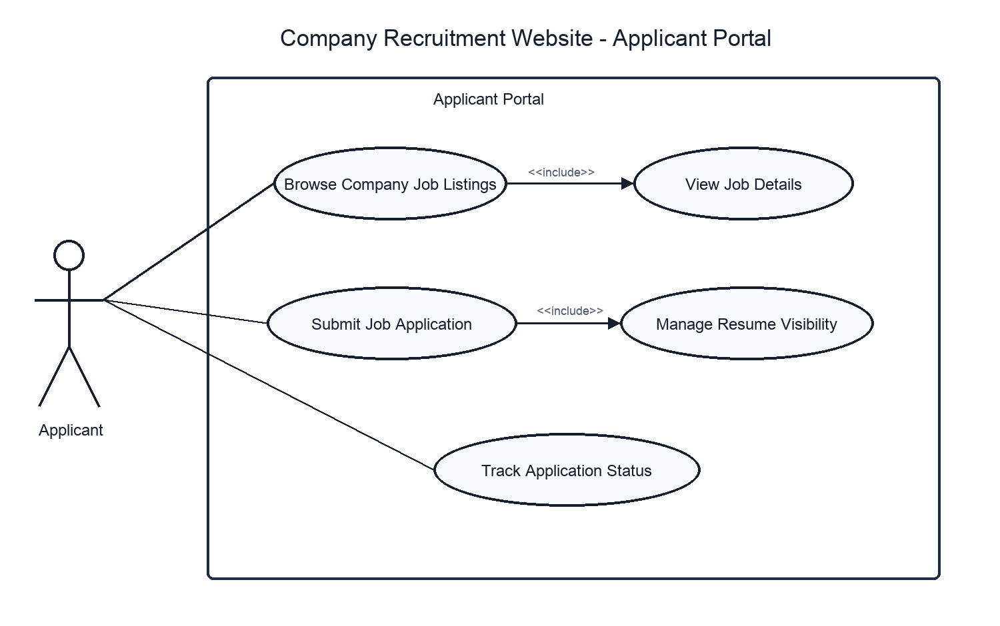 Company Recruitment Website - Applicant Portal
Applicant Portal
<<include>>
Browse Company Job Listings
View Job Details
<<include>>
Submit Job Application
Manage Resume Visibility
Applicant
Track Application Status